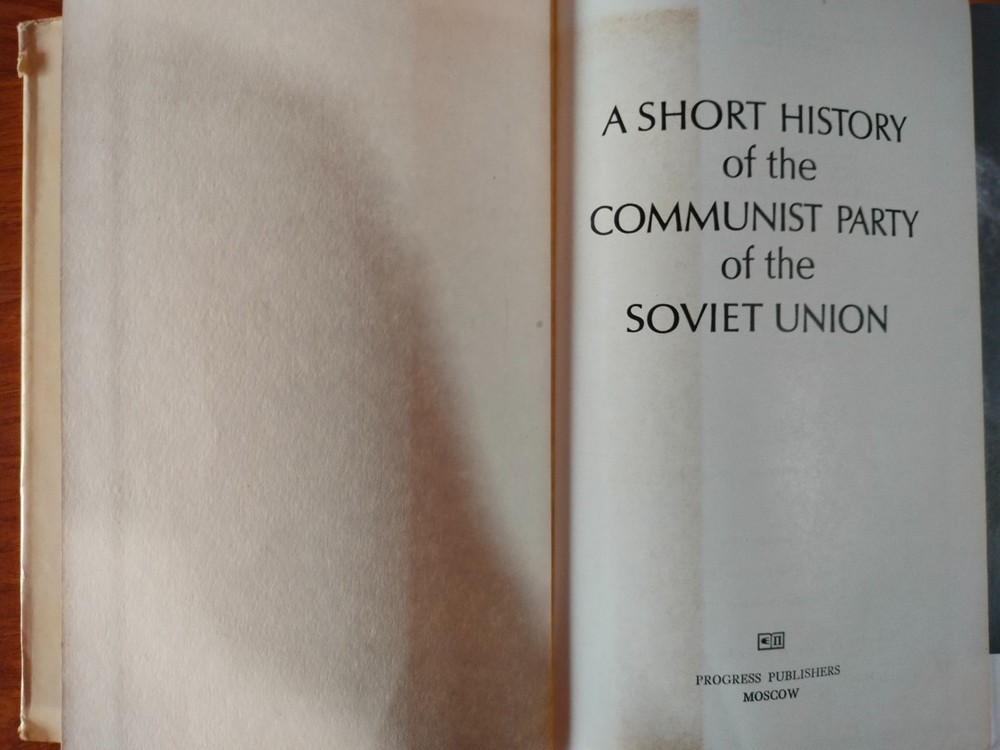 A SHORT HISTORY
of the
COMMUNIST PARTY
of the
SOVIET UNION
PROGRESS PUBLISHERS
MOSCOW